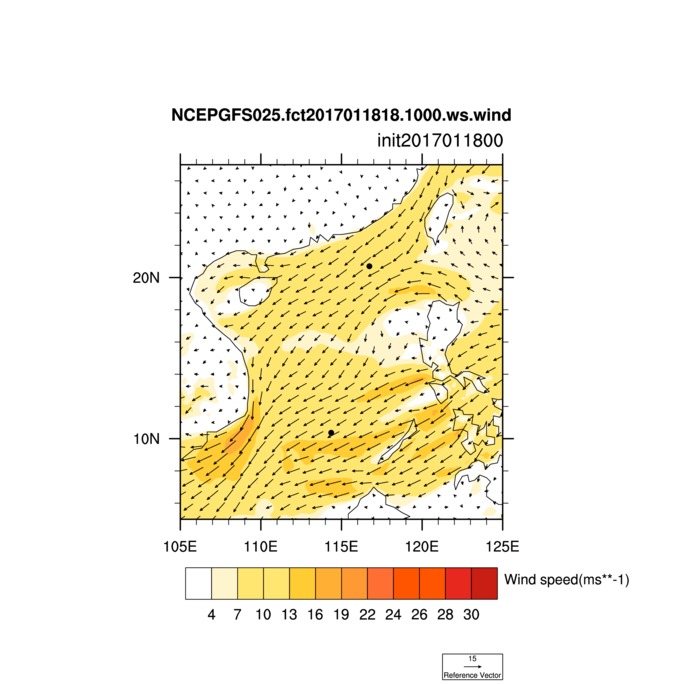 NCEPGFS025.fct2017011818.1000.ws.wind
init2017011800
20N
10N
105E 110E 115E 120E 125E
Wind speed(ms**-1)
4 7 10 13 16 19 22 24 26 28 30
15
Reference Vector